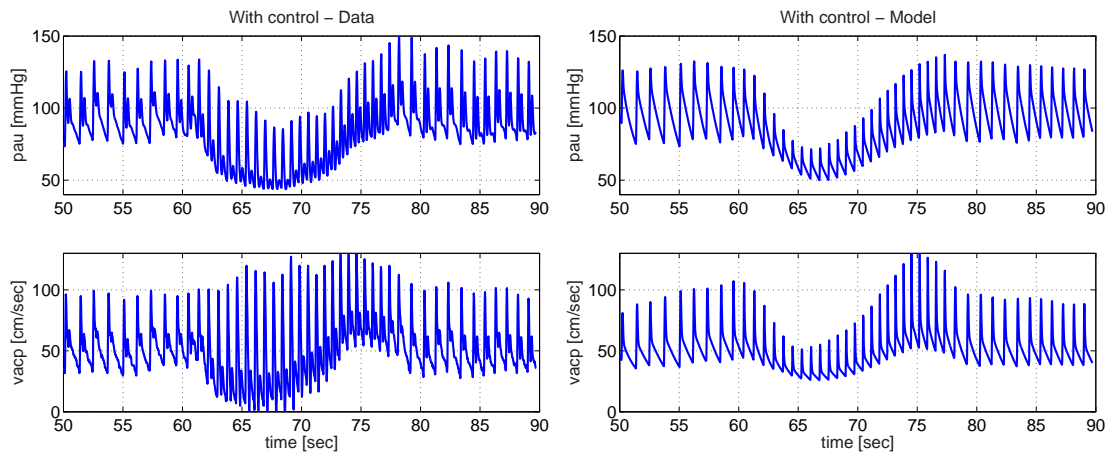 With control – Data
150
100
50
pau [mmHg]
50 55 60 65 70 75 80 85 90
With control – Model
150
100
50
pau [mmHg]
50 55 60 65 70 75 80 85 90
100
50
0
vacp [cm/sec]
50 55 60 65 70 75 80 85 90
time [sec]
100
50
0
vacp [cm/sec]
50 55 60 65 70 75 80 85 90
time [sec]